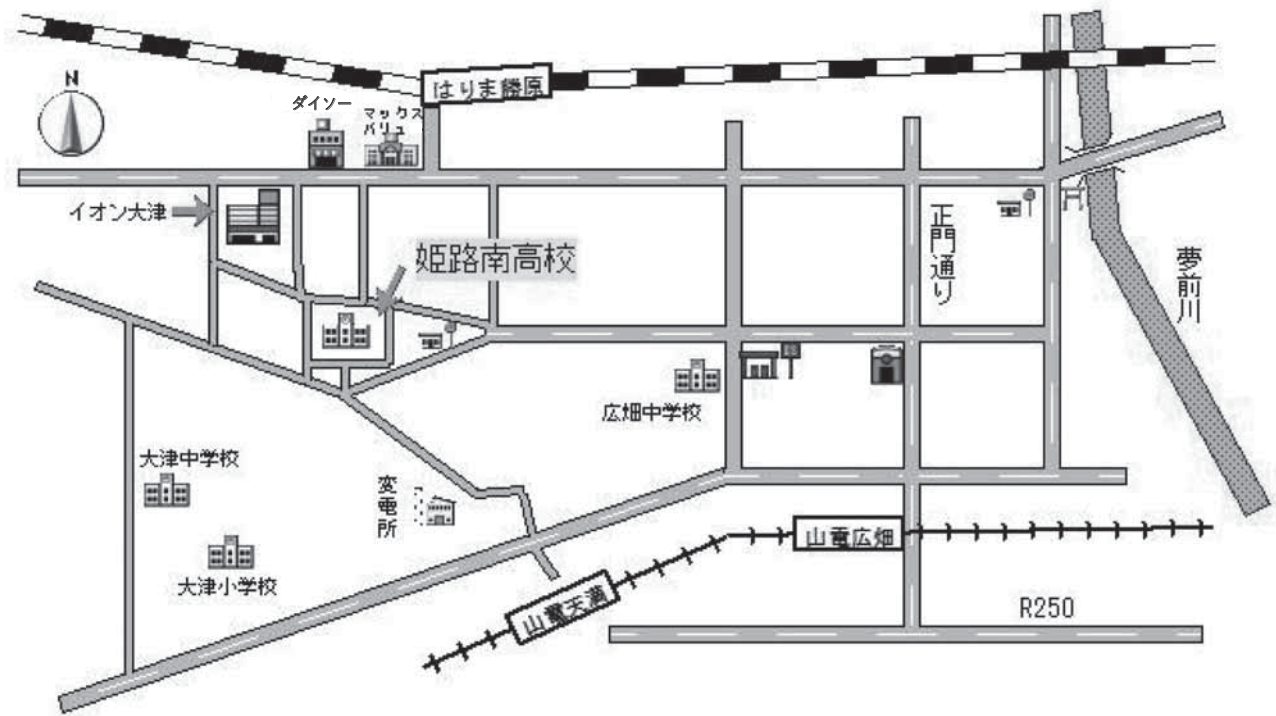 はりま勝原
N
ダイソー
マックス
バリュ
イオン大津
姫路南高校
正門通り
夢前川
広畑中学校
大津中学校
変電所
山電広畑
大津小学校
山電天満
R250